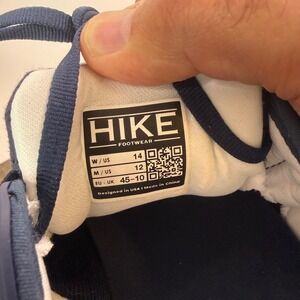 HIKE
FOOTWEAR
W / US 14
M / US 12
EU : UK 45-10
Designed in USA | Made in China